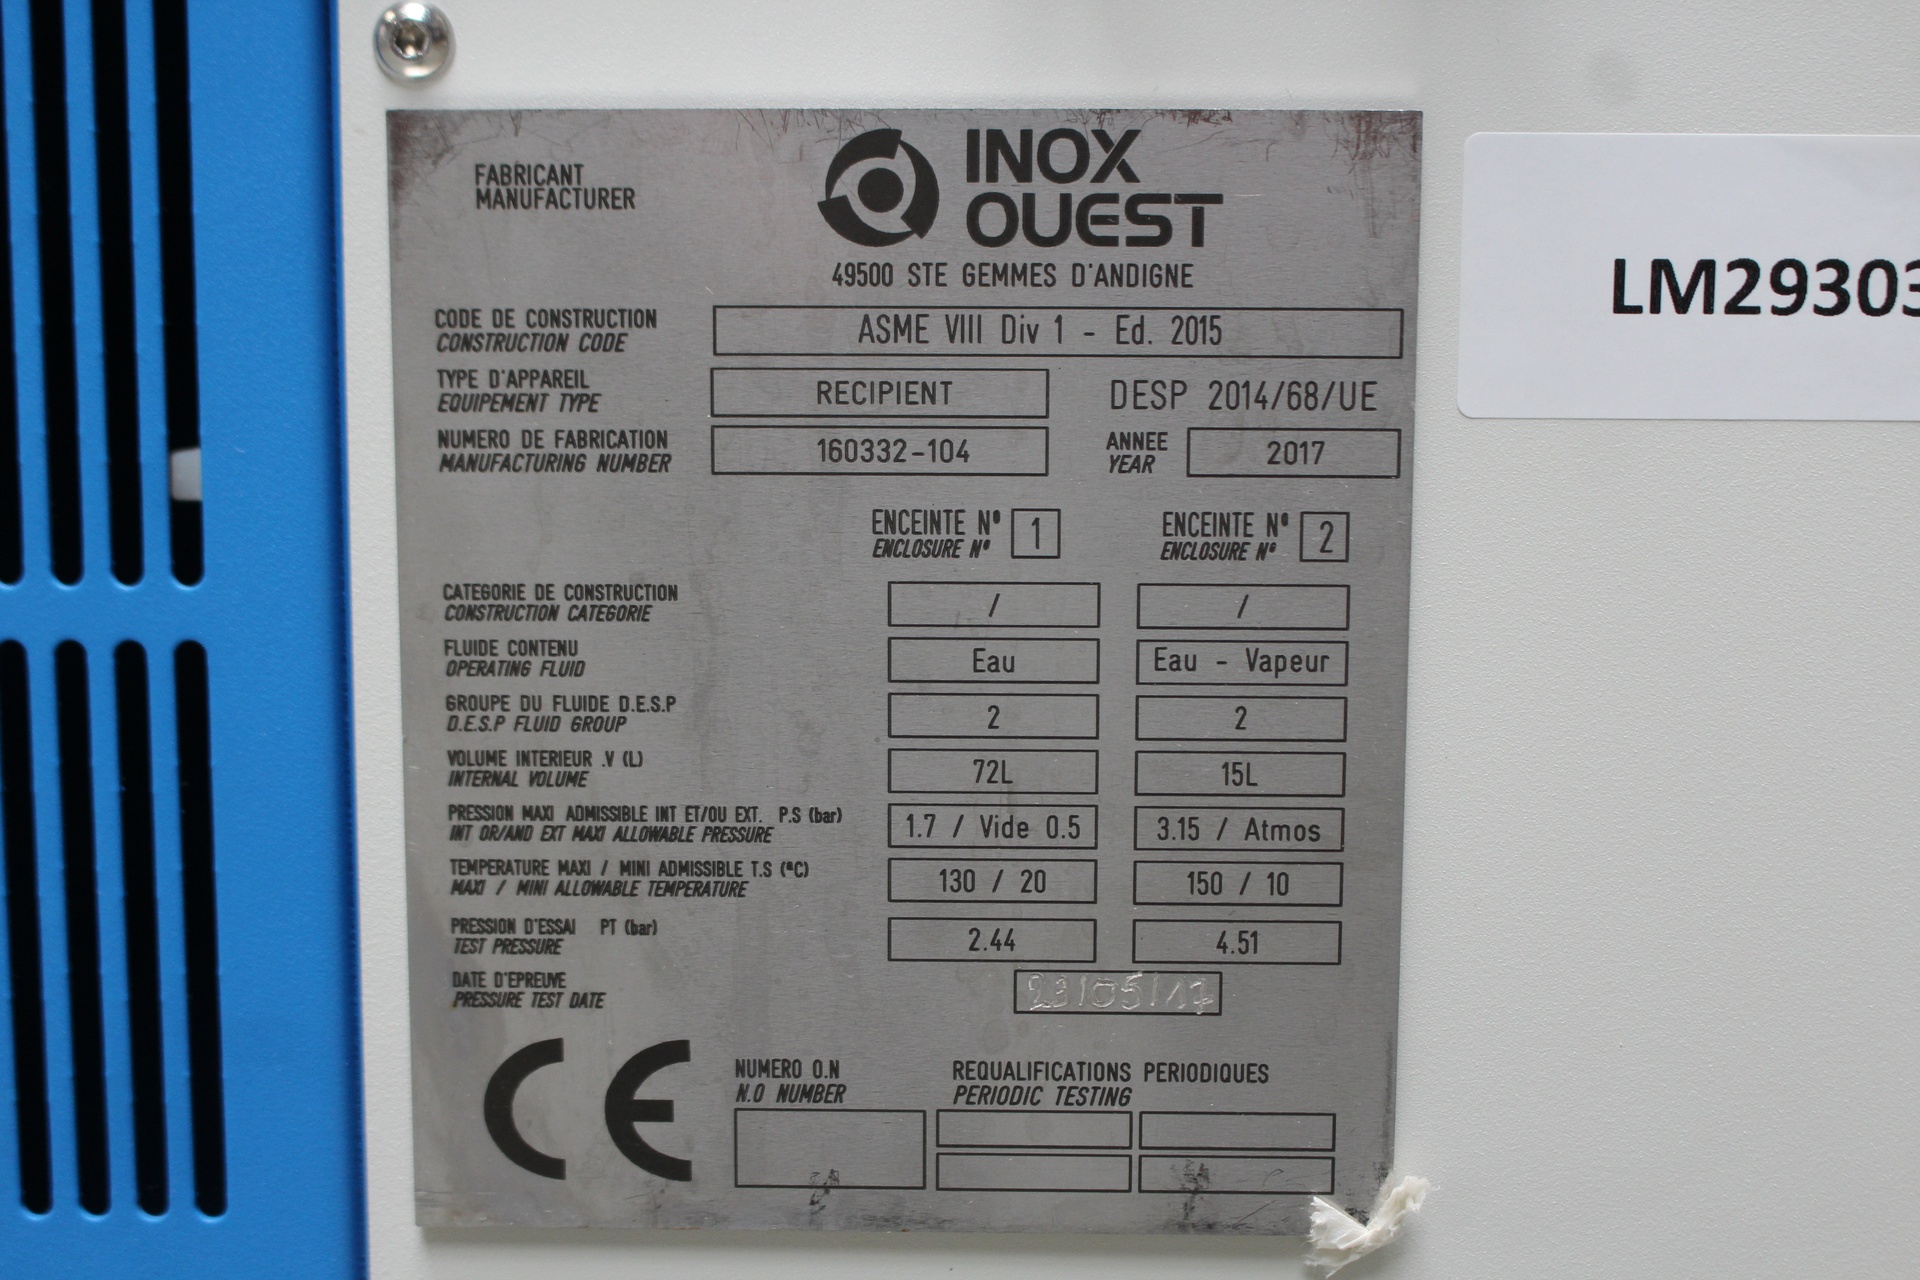 FABRICANT
MANUFACTURER
INOX
OUEST
49500 STE GEMMES D'ANDIGNE
LM29303
CODE DE CONSTRUCTION
CONSTRUCTION CODE
ASME VIII Div 1 - Ed. 2015
TYPE D'APPAREIL
EQUIPEMENT TYPE
RECIPIENT
DESP 2014/68/UE
NUMERO DE FABRICATION
MANUFACTURING NUMBER
160332-104
ANNEE
YEAR
2017
ENCEINTE N°
ENCLOSURE N°
1
ENCEINTE N°
ENCLOSURE N°
2
CATEGORIE DE CONSTRUCTION
CONSTRUCTION CATEGORIE
/
/
FLUIDE CONTENU
OPERATING FLUID
Eau
Eau - Vapeur
GROUPE DU FLUIDE D.E.S.P
D.E.S.P FLUID GROUP
2
2
VOLUME INTERIEUR .V (L)
INTERNAL VOLUME
72L
15L
PRESSION MAXI ADMISSIBLE INT ET/OU EXT. P.S (bar)
INT OR/AND EXT MAXI ALLOWABLE PRESSURE
1.7 / Vide 0.5
3.15 / Atmos
TEMPERATURE MAXI / MINI ADMISSIBLE T.S (°C)
MAXI / MINI ALLOWABLE TEMPERATURE
130 / 20
150 / 10
PRESSION D'ESSAI PT (bar)
TEST PRESSURE
2.44
4.51
DATE D'EPREUVE
PRESSURE TEST DATE
23/05/17
CE
NUMERO O.N
N.O NUMBER
REQUALIFICATIONS PERIODIQUES
PERIODIC TESTING